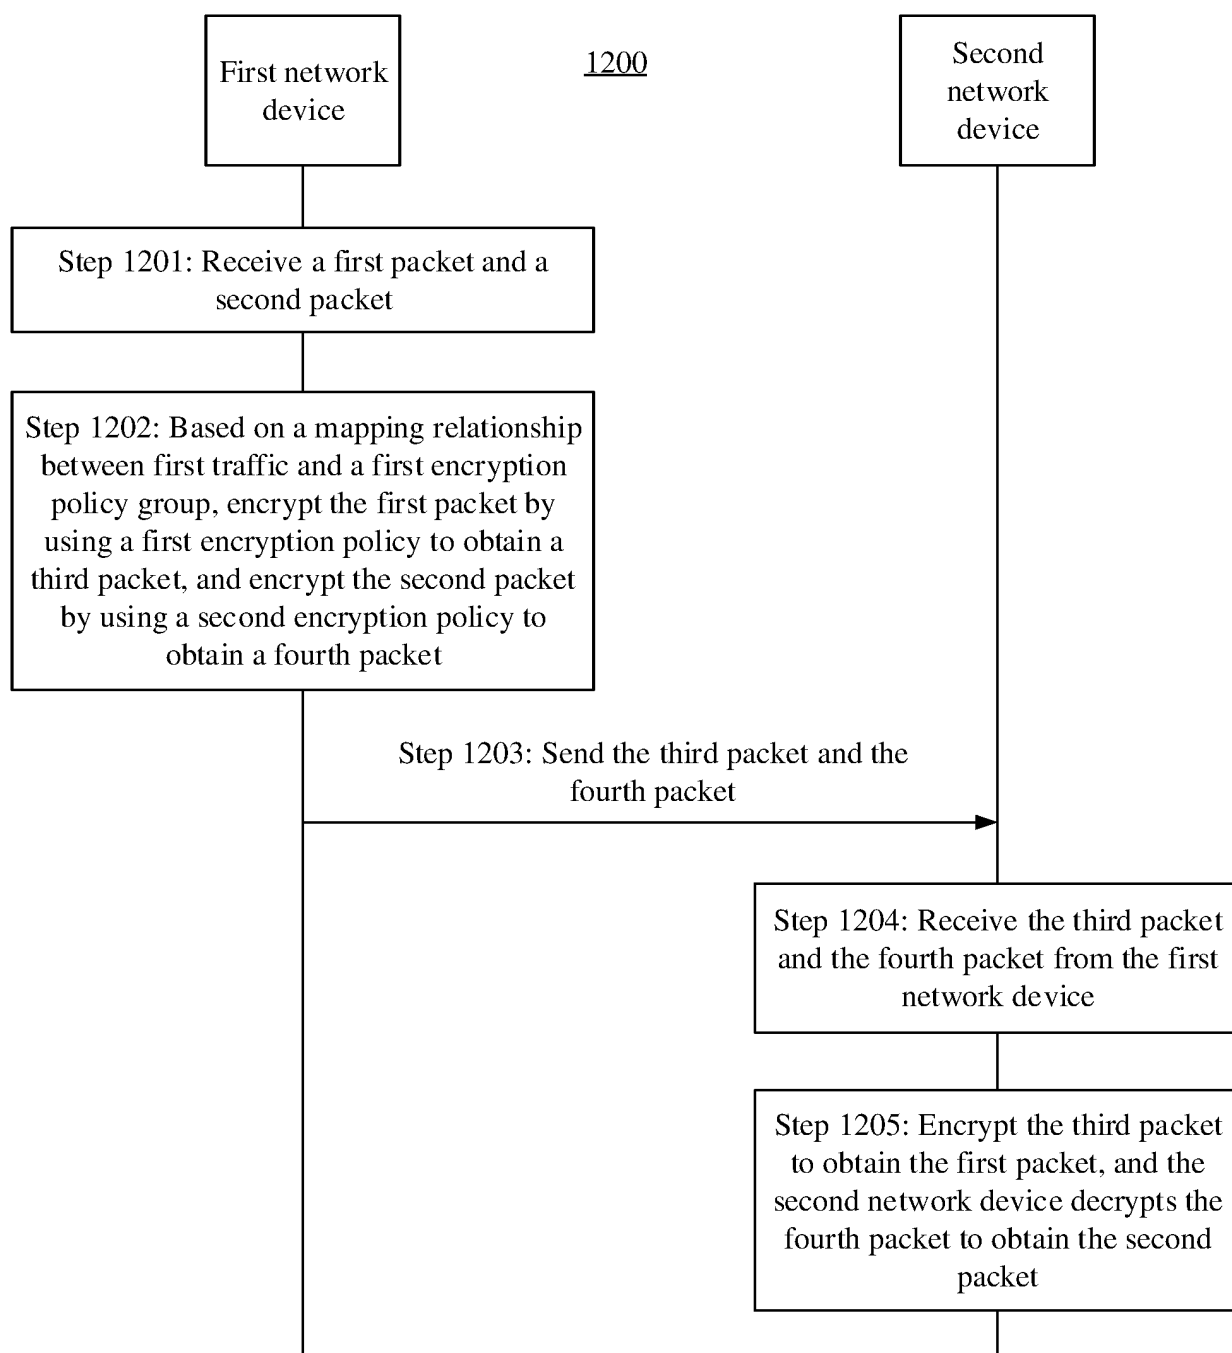 First network
device
1200
Second
network
device
Step 1201: Receive a first packet and a
second packet
Step 1202: Based on a mapping relationship
between first traffic and a first encryption
policy group, encrypt the first packet by
using a first encryption policy to obtain a
third packet, and encrypt the second packet
by using a second encryption policy to
obtain a fourth packet
Step 1203: Send the third packet and the
fourth packet
Step 1204: Receive the third packet
and the fourth packet from the first
network device
Step 1205: Encrypt the third packet
to obtain the first packet, and the
second network device decrypts the
fourth packet to obtain the second
packet